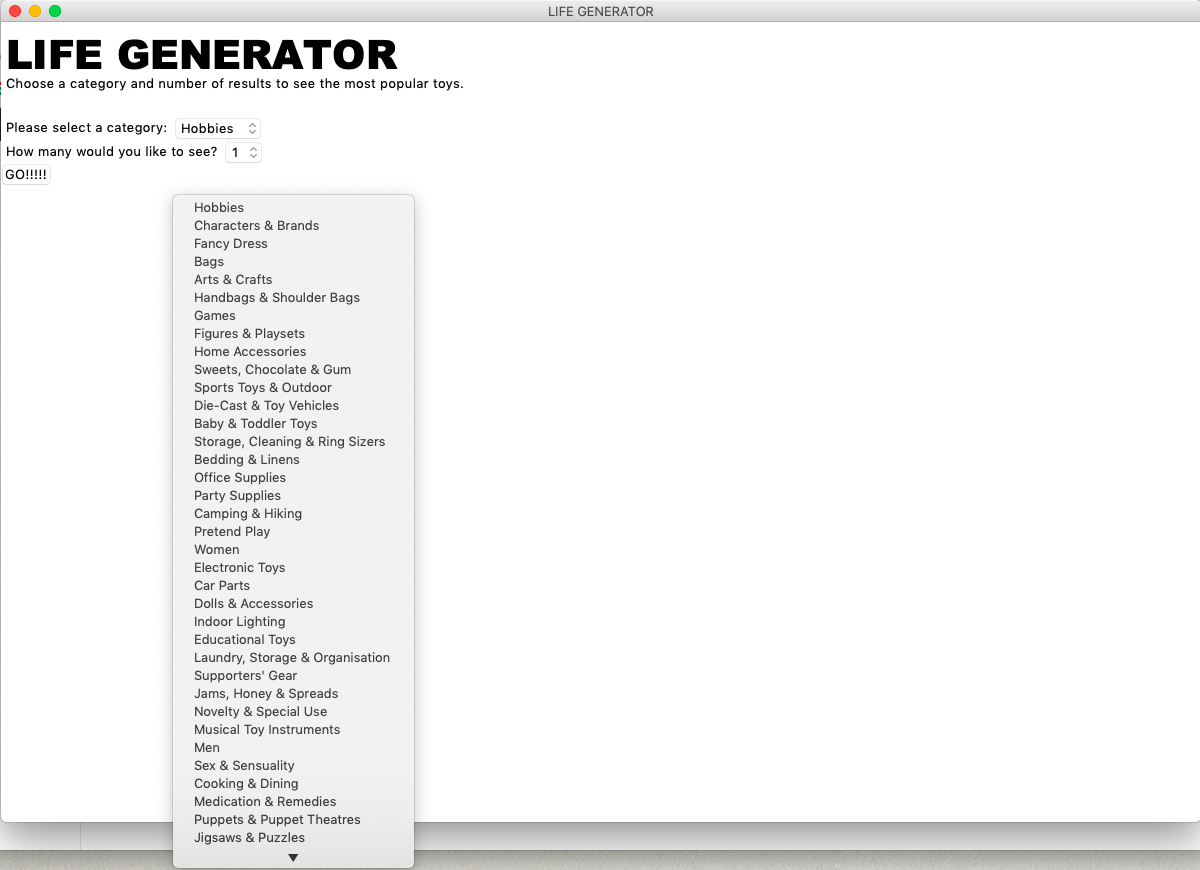 LIFE GENERATOR
LIFE GENERATOR
Choose a category and number of results to see the most popular toys.
Please select a category: Hobbies
How many would you like to see? 1
GO!!!!!
Hobbies
Characters & Brands
Fancy Dress
Bags
Arts & Crafts
Handbags & Shoulder Bags
Games
Figures & Playsets
Home Accessories
Sweets, Chocolate & Gum
Sports Toys & Outdoor
Die-Cast & Toy Vehicles
Baby & Toddler Toys
Storage, Cleaning & Ring Sizers
Bedding & Linens
Office Supplies
Party Supplies
Camping & Hiking
Pretend Play
Women
Electronic Toys
Car Parts
Dolls & Accessories
Indoor Lighting
Educational Toys
Laundry, Storage & Organisation
Supporters' Gear
Jams, Honey & Spreads
Novelty & Special Use
Musical Toy Instruments
Men
Sex & Sensuality
Cooking & Dining
Medication & Remedies
Puppets & Puppet Theatres
Jigsaws & Puzzles